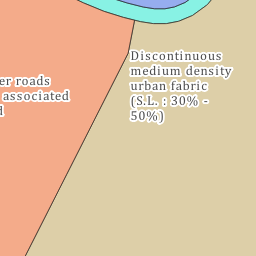 Discontinuous
medium density
urban fabric
(S.L. : 30% -
50%)
er roads
associated
d